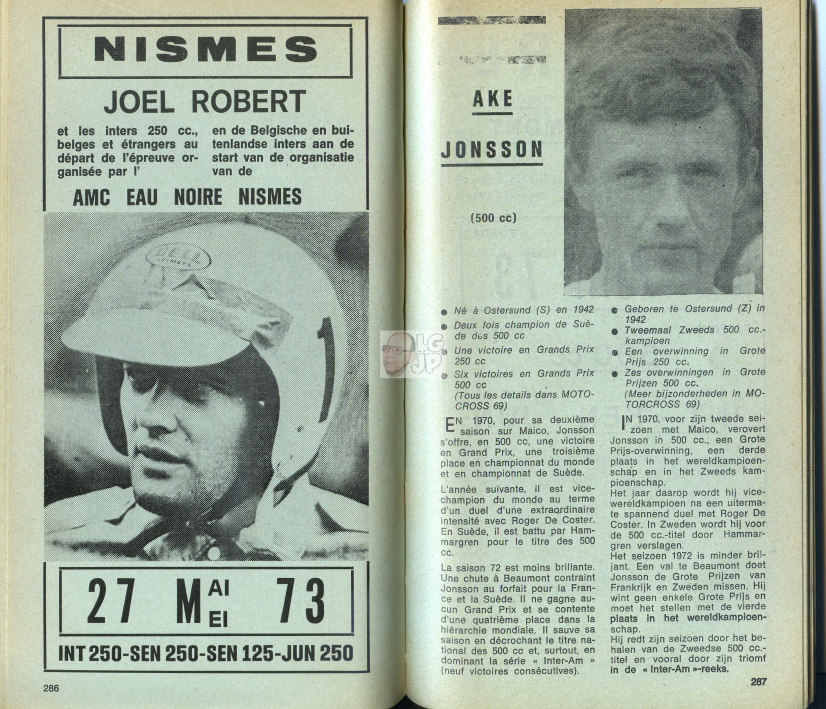 NISMES
JOEL ROBERT
et les inters 250 cc.,
belges et étrangers au
départ de l'épreuve or-
ganisée par l'
en de Belgische en bui-
tenlandse inters aan de
start van de organisatie
van de
AMC EAU NOIRE NISMES
BELL
1
27 MAI
MEI 73
INT 250-SEN 250-SEN 125-JUN 250
286
AKE
JONSSON
(500 cc)
LG
JP
● Né à Ostersund (S) en 1942
● Deux fois champion de Suè-
de des 500 cc
● Une victoire en Grands Prix
250 cc
● Six victoires en Grands Prix
500 cc
(Tous les details dans MOTO-
CROSS 69)
EN 1970, pour sa deuxième
saison sur Maico, Jonsson
s'offre, en 500 cc, une victoire
en Grand Prix, une troisième
place en championnat du monde
et en championnat de Suède.
L'année suivante, il est vice-
champion du monde au terme
d'un duel d'une extraordinaire
intensité avec Roger De Coster.
En Suède, il est battu par Ham-
margren pour le titre des 500
cc.
La saison 72 est moins brillante.
Une chute à Beaumont contraint
Jonsson au forfait pour la Fran-
ce et la Suède. Il ne gagne au-
cun Grand Prix et se contente
d'une quatrième place dans la
hiérarchie mondiale. Il sauve sa
saison en décrochant le titre na-
tional des 500 cc et, surtout, en
dominant la série « Inter-Am »
(neuf victoires consécutives).
● Geboren te Ostersund (Z) in
1942
● Tweemaal Zweeds 500 cc.-
kampioen
● Een overwinning in Grote
Prijs 250 cc.
● Zes overwinningen in Grote
Prijzen 500 cc.
(Meer bijzonderheden in MO-
TORCROSS 69)
IN 1970, voor zijn tweede sei-
zoen met Maico, verovert
Jonsson in 500 cc., een Grote
Prijs-overwinning, een derde
plaats in het wereldkampioen-
schap en in het Zweeds kam-
pioenschap.
Het jaar daarop wordt hij vice-
wereldkampioen na een uiterma-
te spannend duel met Roger De
Coster. In Zweden wordt hij voor
de 500 cc.-titel door Hammar-
gren verslagen.
Het seizoen 1972 is minder bril-
jant. Een val te Beaumont doet
Jonsson de Grote Prijzen van
Frankrijk en Zweden missen. Hij
wint geen enkele Grote Prijs en
moet het stellen met de vierde
plaats in het wereldkampioen-
schap.
Hij redt zijn seizoen door het be-
halen van de Zweedse 500 cc.-
titel en vooral door zijn triomf
in de « Inter-Am »-reeks.
287